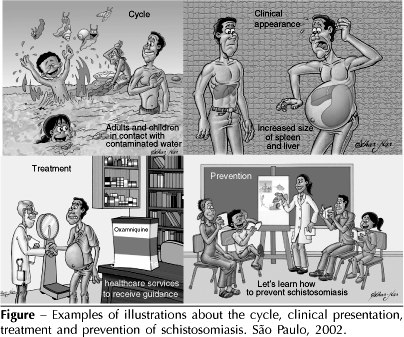 Cycle
Adults and children
in contact with
contaminated water
Clinical
appearance
Increased size
of spleen
and liver
Treatment
Oxamniquine
healthcare services
to receive guidance
Prevention
Let's learn how
to prevent schistosomiasis
Figure – Examples of illustrations about the cycle, clinical presentation,
treatment and prevention of schistosomiasis. São Paulo, 2002.